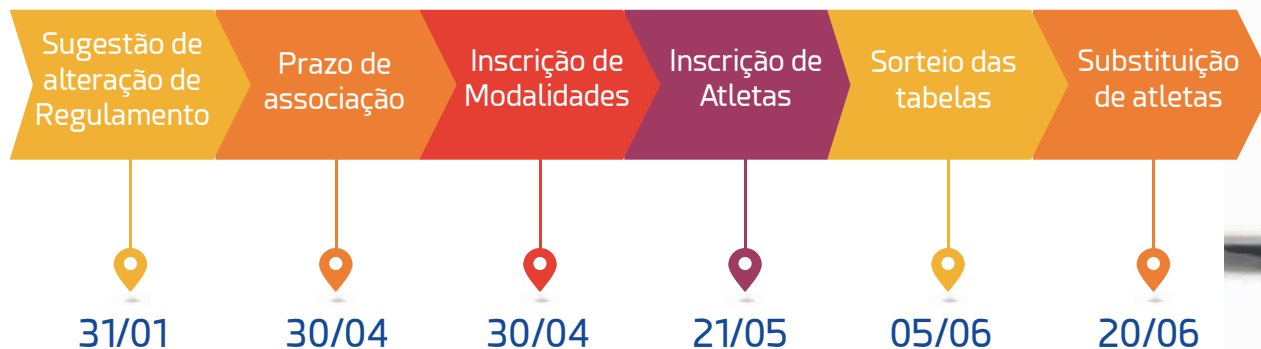 Sugestão de
alteração de
Regulamento
Prazo de
associação
Inscrição de
Modalidades
Inscrição de
Atletas
Sorteio das
tabelas
Substituição
de atletas
31/01
30/04
30/04
21/05
05/06
20/06